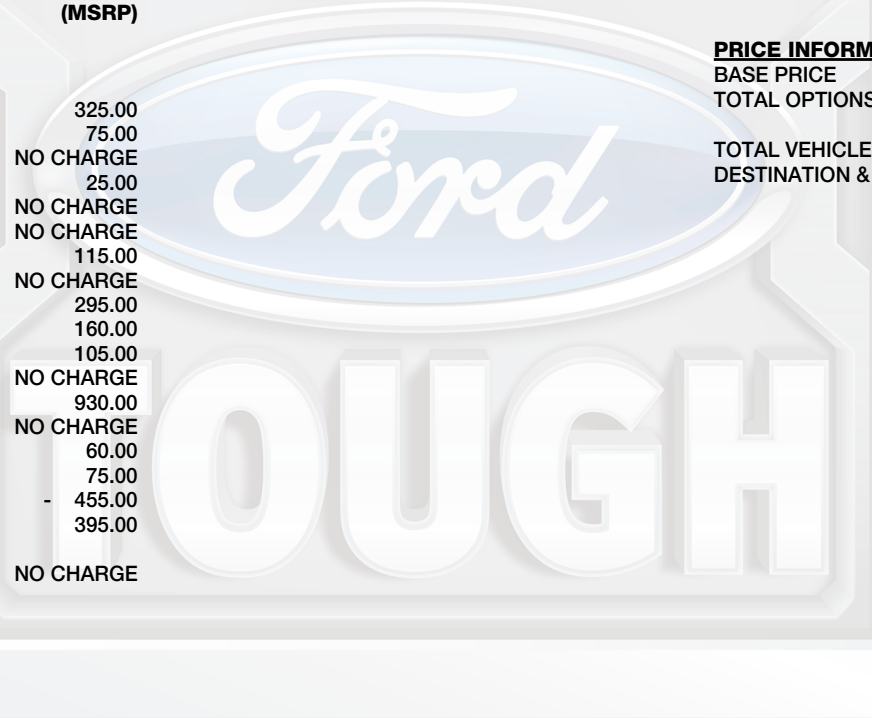 (MSRP)
325.00
75.00
NO CHARGE
25.00
NO CHARGE
NO CHARGE
115.00
NO CHARGE
295.00
160.00
105.00
NO CHARGE
930.00
NO CHARGE
60.00
75.00
- 455.00
395.00
NO CHARGE
PRICE INFORM
BASE PRICE
TOTAL OPTIONS
TOTAL VEHICLE
DESTINATION &
Ford
TOUGH